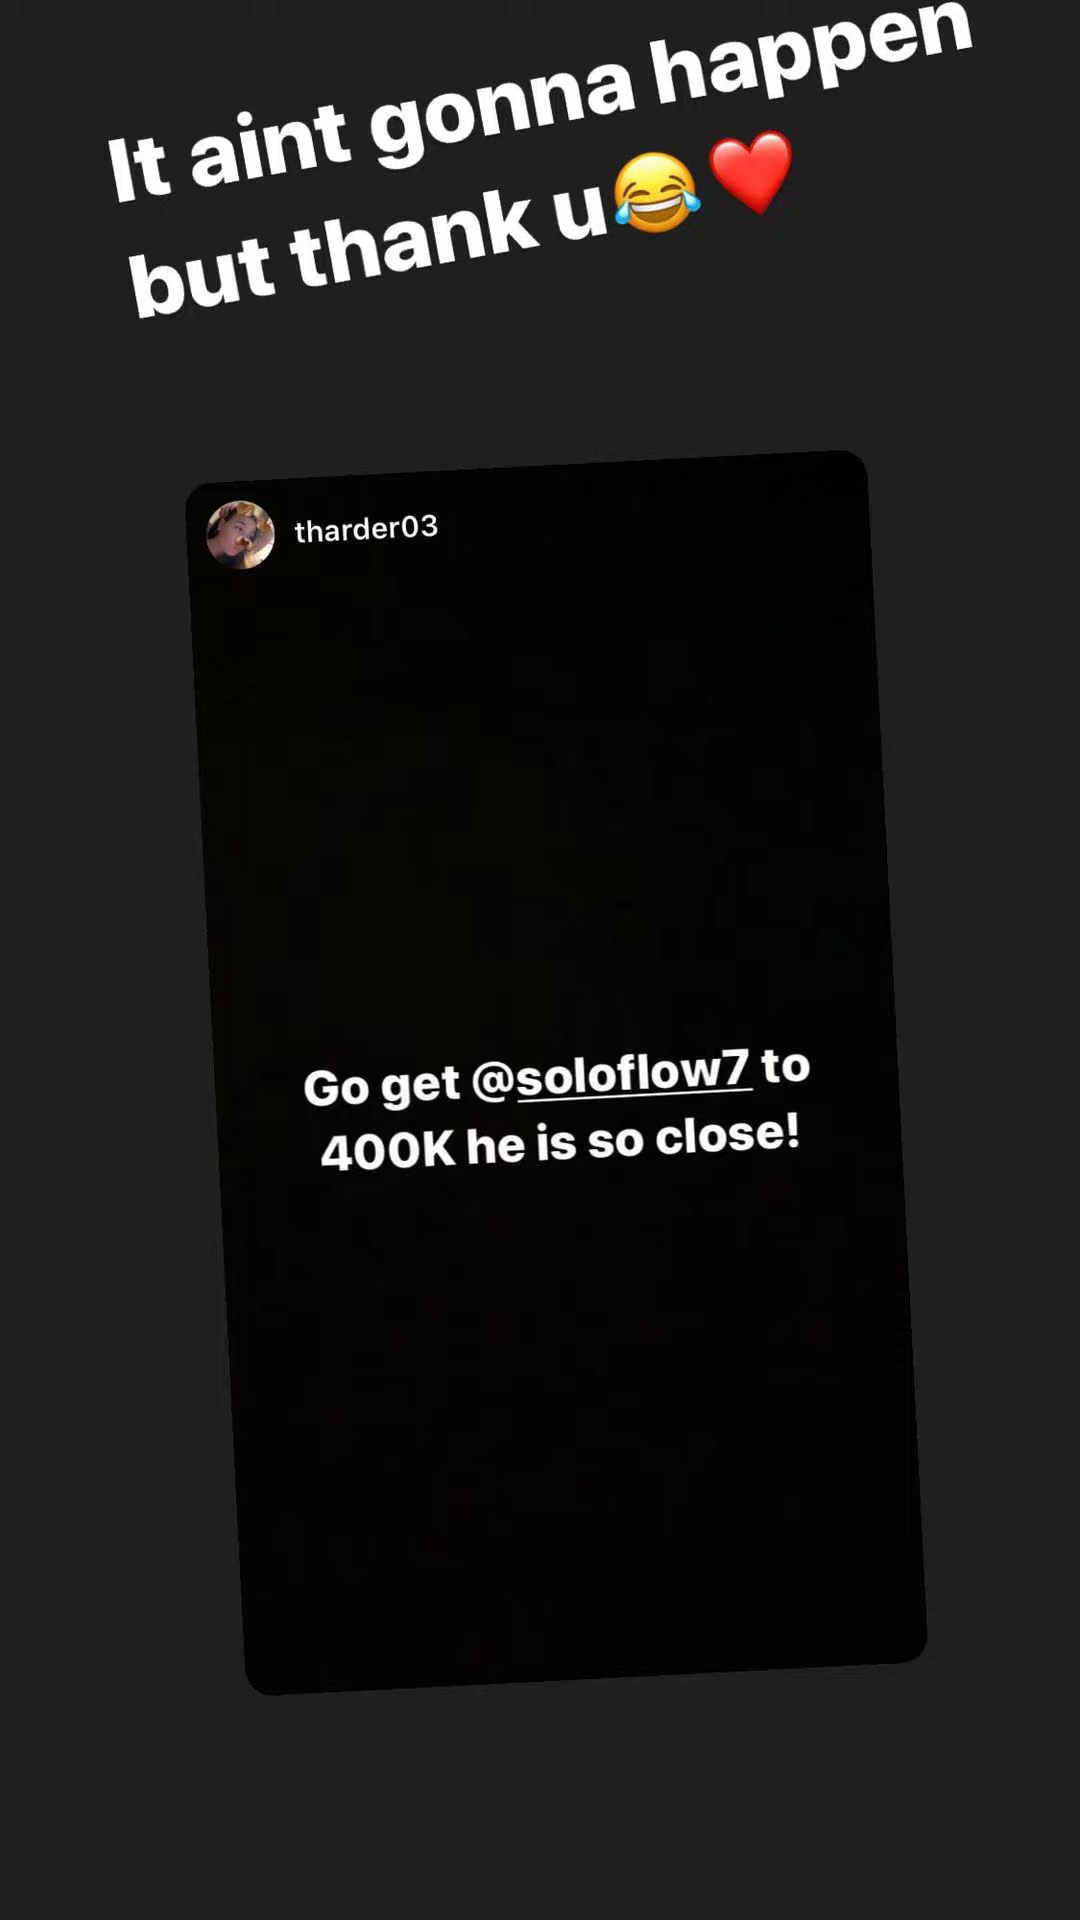 It aint gonna happen
but thank u😂❤️
tharder03
Go get @soloflow7 to
400K he is so close!